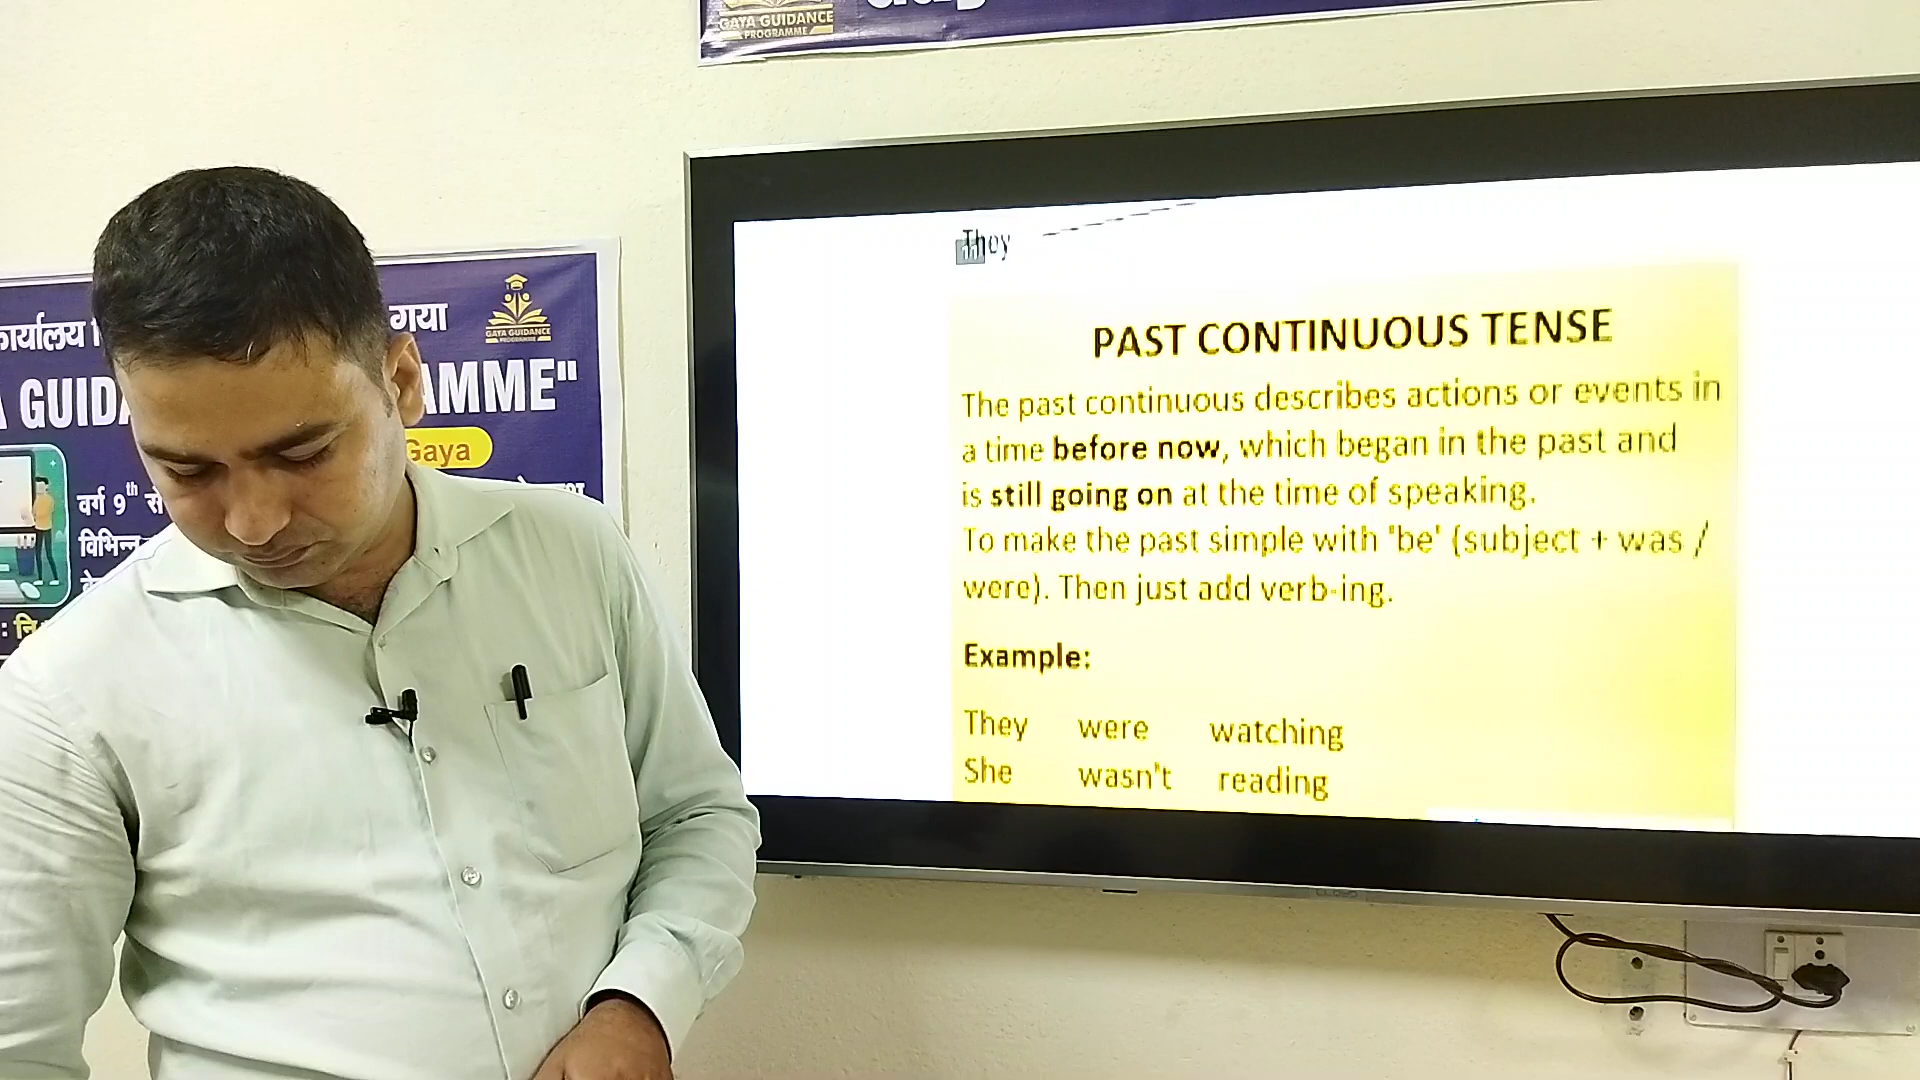 GAYA GUIDANCE
PROGRAMME
They
PAST CONTINUOUS TENSE
The past continuous describes actions or events in
a time before now, which began in the past and
is still going on at the time of speaking.
To make the past simple with 'be' (subject + was /
were). Then just add verb-ing.
Example:
They were watching
She wasn't reading
गया
GAYA GUIDANCE
PROGRAMME
AMME"
Gaya
वर्ग 9th से